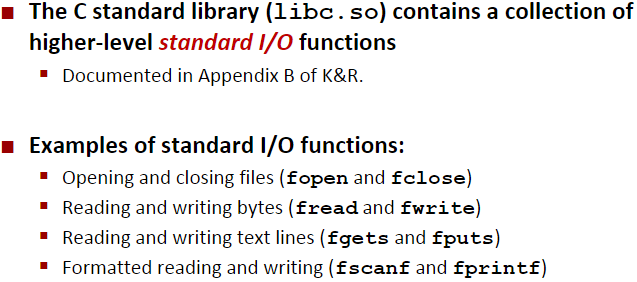 The C standard library (libc.so) contains a collection of
higher-level standard I/O functions
Documented in Appendix B of K&R.
Examples of standard I/O functions:
Opening and closing files (fopen and fclose)
Reading and writing bytes (fread and fwrite)
Reading and writing text lines (fgets and fputs)
Formatted reading and writing (fscanf and fprintf)